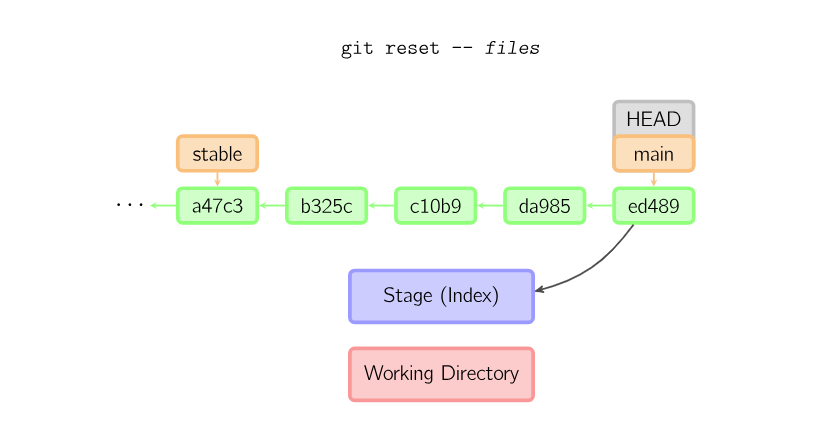 git reset -- files
HEAD
stable
main
... a47c3 b325c c10b9 da985 ed489
Stage (Index)
Working Directory